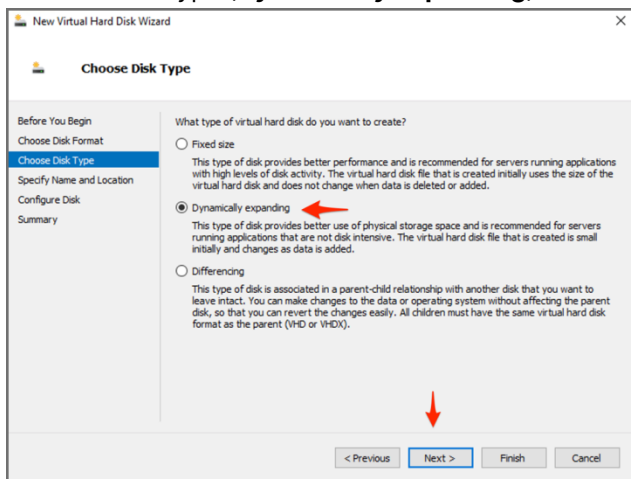 New Virtual Hard Disk Wizard
Choose Disk Type
Before You Begin
Choose Disk Format
Choose Disk Type
Specify Name and Location
Configure Disk
Summary
What type of virtual hard disk do you want to create?
Fixed size
This type of disk provides better performance and is recommended for servers running applications
with high levels of disk activity. The virtual hard disk file that is created initially uses the size of the
virtual hard disk and does not change when data is deleted or added.
Dynamically expanding
This type of disk provides better use of physical storage space and is recommended for servers
running applications that are not disk intensive. The virtual hard disk file that is created is small
initially and changes as data is added.
Differencing
This type of disk is associated in a parent-child relationship with another disk that you want to
leave intact. You can make changes to the data or operating system without affecting the parent
disk, so that you can revert the changes easily. All children must have the same virtual hard disk
format as the parent (VHD or VHDX).
< Previous
Next >
Finish
Cancel